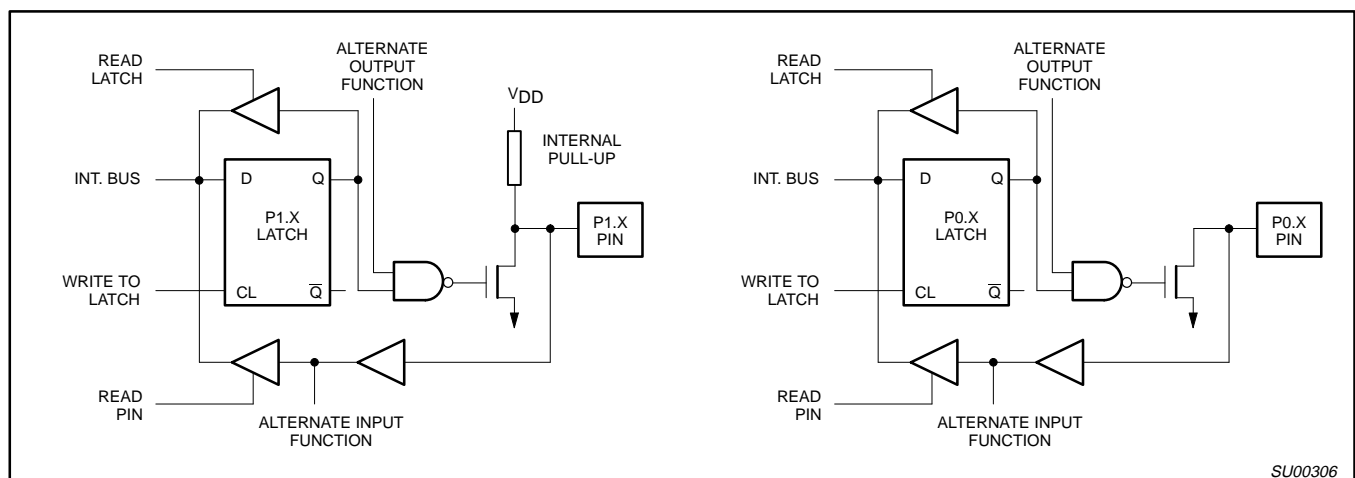 READ
LATCH
ALTERNATE
OUTPUT
FUNCTION
VDD
INTERNAL
PULL-UP
INT. BUS
D
Q
P1.X
LATCH
P1.X
PIN
WRITE TO
LATCH
CL
Q̅
READ
PIN
ALTERNATE INPUT
FUNCTION
READ
LATCH
ALTERNATE
OUTPUT
FUNCTION
INT. BUS
D
Q
P0.X
LATCH
P0.X
PIN
WRITE TO
LATCH
CL
Q̅
READ
PIN
ALTERNATE INPUT
FUNCTION
SU00306